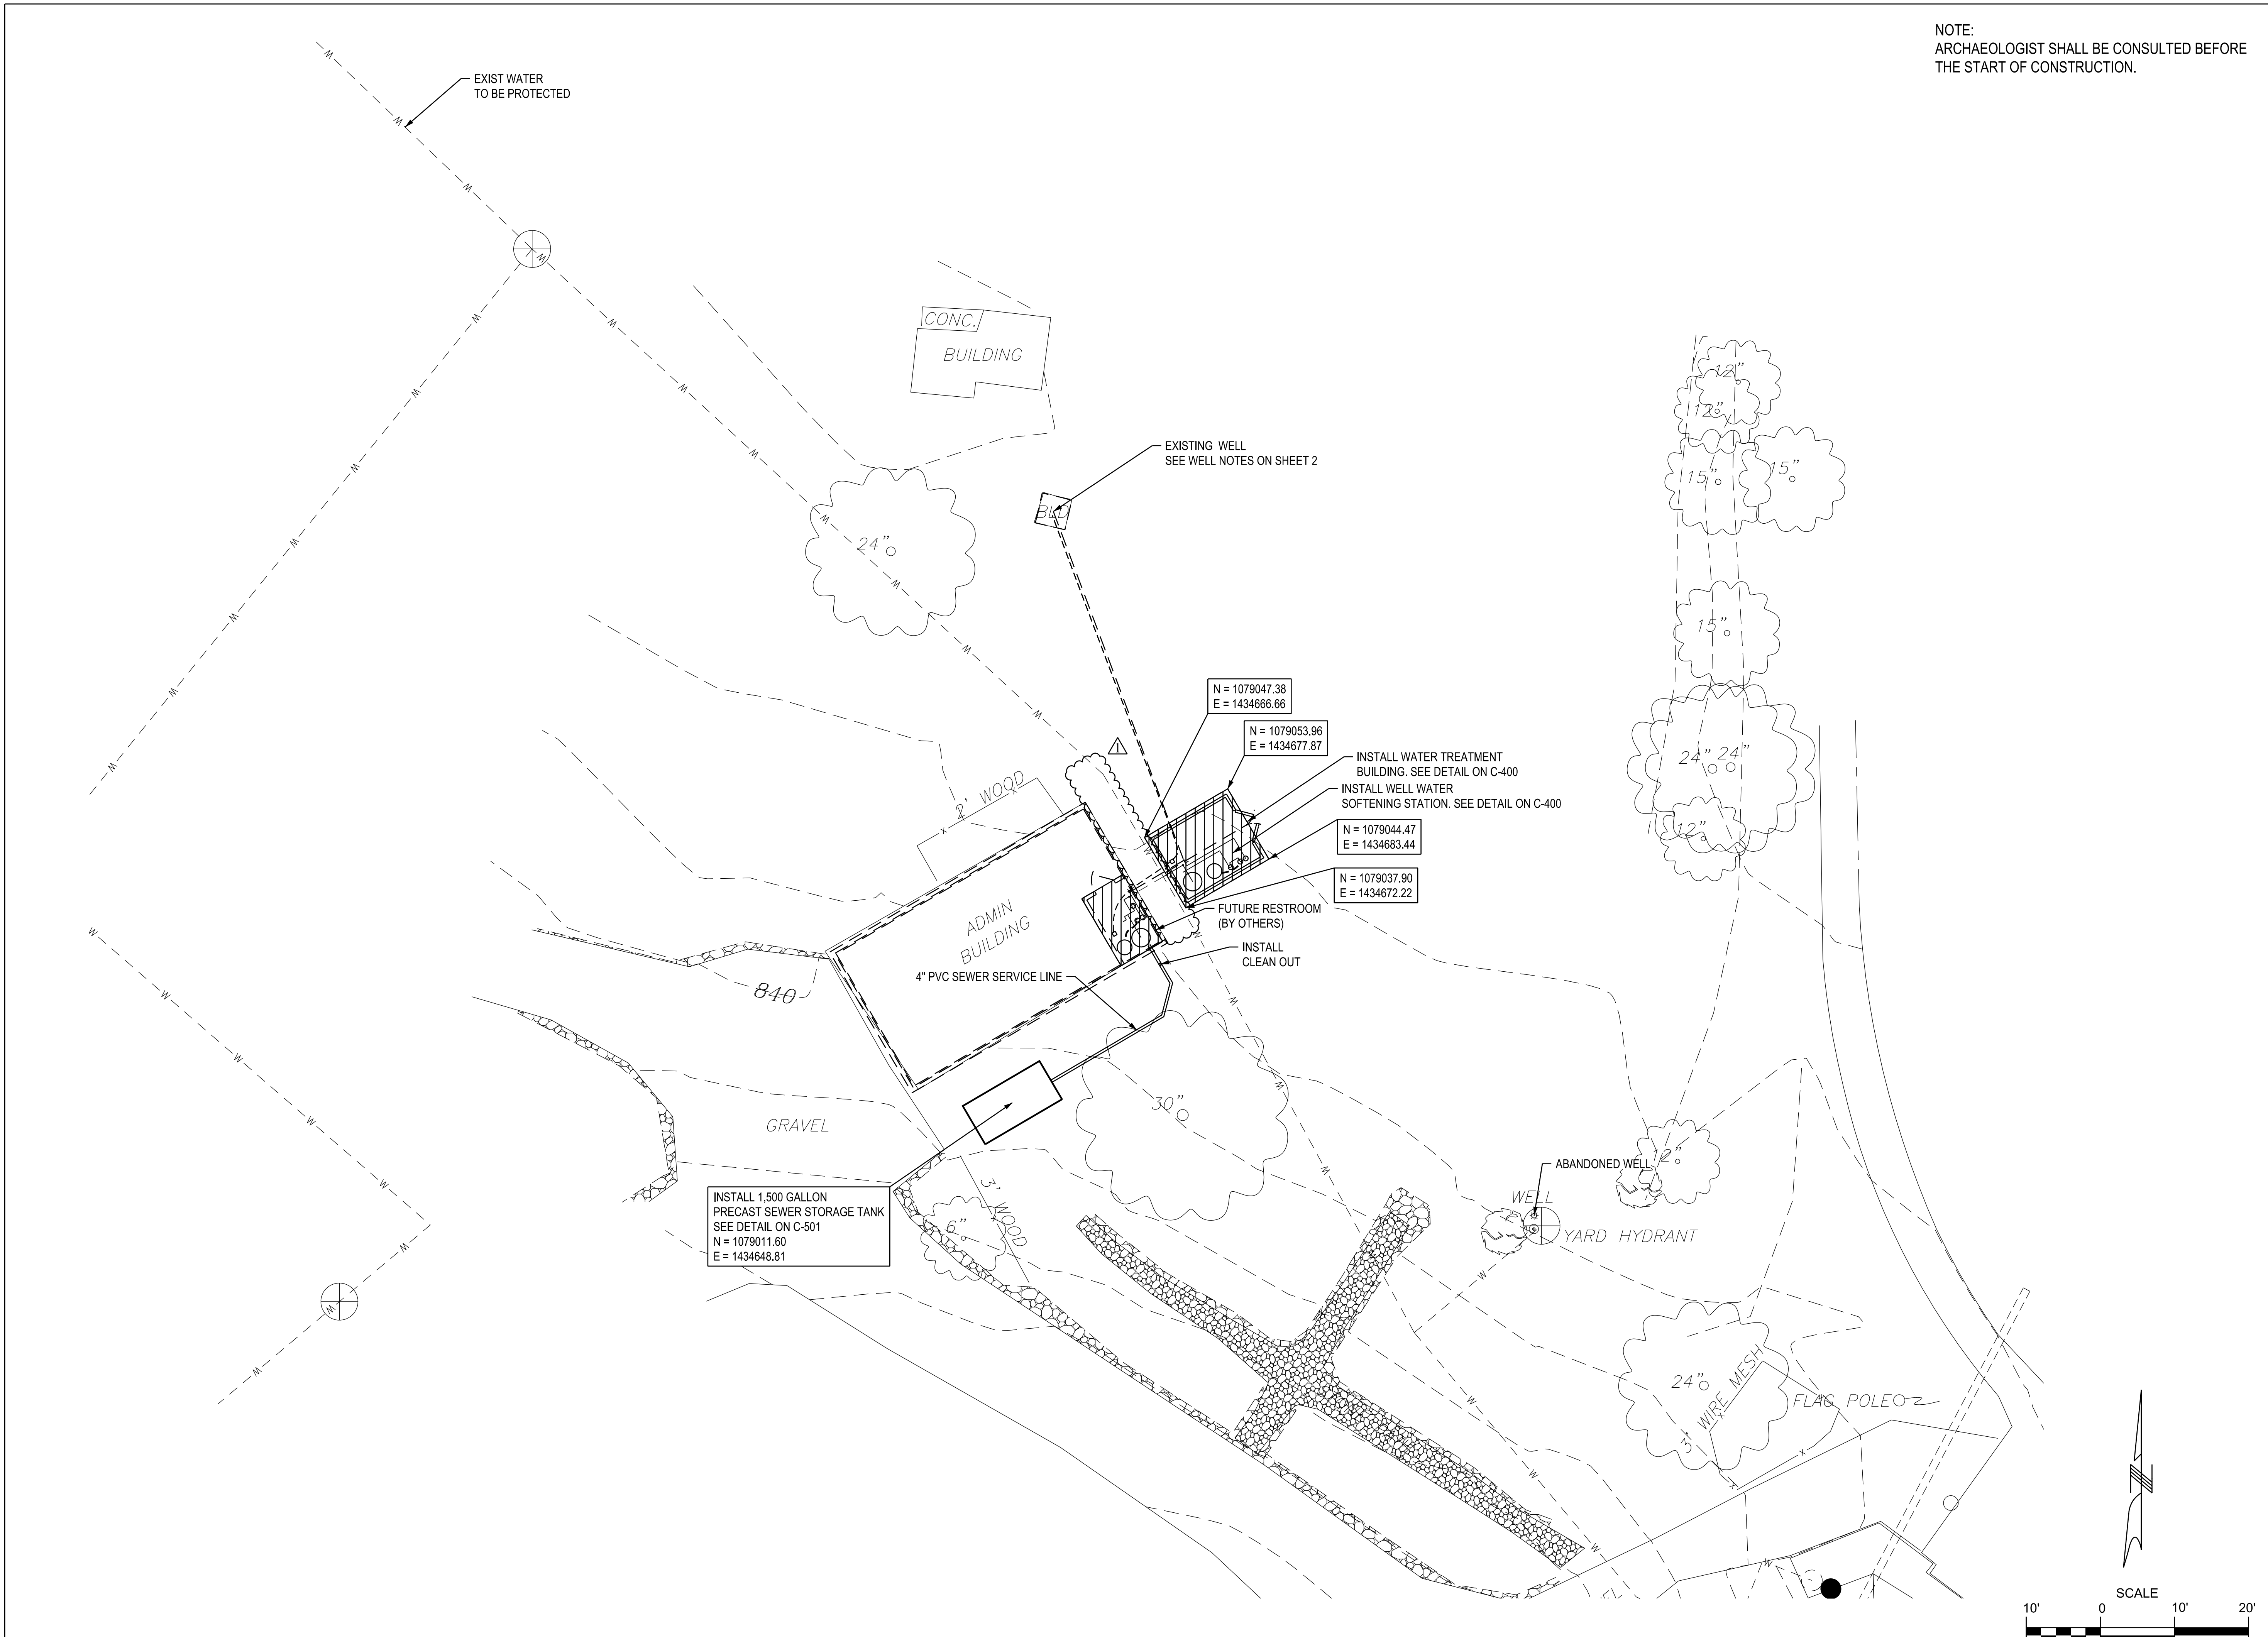 NOTE:
ARCHAEOLOGIST SHALL BE CONSULTED BEFORE
THE START OF CONSTRUCTION.
W
EXIST WATER
TO BE PROTECTED
W
W
W
W
W
CONC.
BUILDING
W
W
W
W
EXISTING WELL
SEE WELL NOTES ON SHEET 2
BLD
W
24"
W
W
W
W
W
W
W
W
12"
12"
15"
15"
15"
24"
24"
12"
N = 1079047.38
E = 1434666.66
N = 1079053.96
E = 1434677.87
1
INSTALL WATER TREATMENT
BUILDING. SEE DETAIL ON C-400
INSTALL WELL WATER
SOFTENING STATION. SEE DETAIL ON C-400
N = 1079044.47
E = 1434683.44
N = 1079037.90
E = 1434672.22
2' WOOD
X
X
W
ADMIN
BUILDING
FUTURE RESTROOM
(BY OTHERS)
INSTALL
CLEAN OUT
4" PVC SEWER SERVICE LINE
840
W
W
W
W
W
W
W
W
W
W
GRAVEL
30"
W
W
INSTALL 1,500 GALLON
PRECAST SEWER STORAGE TANK
SEE DETAIL ON C-501
N = 1079011.60
E = 1434648.81
6"
3' WOOD
X
ABANDONED WELL
12"
WELL
YARD HYDRANT
W
W
W
W
W
W
24"
3' WIRE MESH
X
X
X
X
FLAG POLE
N
SCALE
10'
0
10'
20'